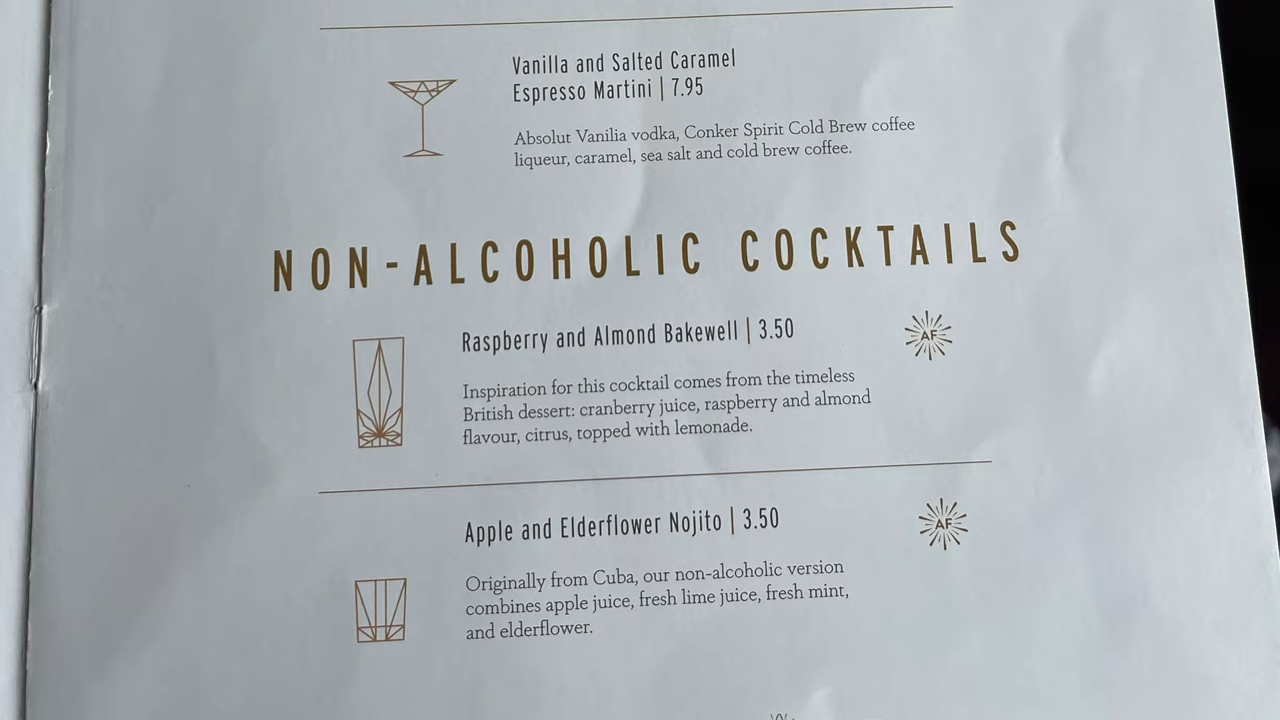 Vanilla and Salted Caramel
Espresso Martini | 7.95
Absolut Vanilia vodka, Conker Spirit Cold Brew coffee
liqueur, caramel, sea salt and cold brew coffee.
NON-ALCOHOLIC COCKTAILS
Raspberry and Almond Bakewell | 3.50
AF
Inspiration for this cocktail comes from the timeless
British dessert: cranberry juice, raspberry and almond
flavour, citrus, topped with lemonade.
Apple and Elderflower Nojito | 3.50
AF
Originally from Cuba, our non-alcoholic version
combines apple juice, fresh lime juice, fresh mint,
and elderflower.